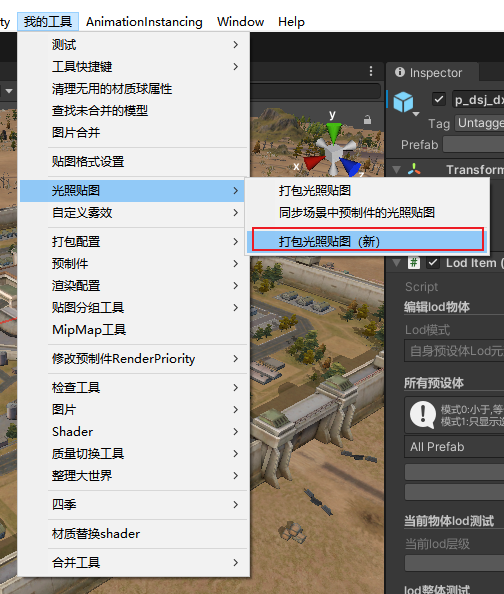 ty 我的工具 AnimationInstancing Window Help
测试
工具快捷键
清理无用的材质球属性
查找未合并的模型
图片合并
贴图格式设置
光照贴图
自定义雾效
打包配置
预制件
渲染配置
贴图分组工具
MipMap工具
修改预制件RenderPriority
检查工具
图片
Shader
质量切换工具
整理大世界
四季
材质替换shader
合并工具
打包光照贴图
同步场景中预制件的光照贴图
打包光照贴图（新）
y
x
Inspector
p_dsj_dx
Tag Untagge
Prefab
Transform
# Lod Item (
Script
编辑lod物体
Lod模式
自身预设体Lod元
所有预设体
模式0:小于,等
模式1:只显示
All Prefab
当前物体lod测试
当前lod层级
lod整体测试